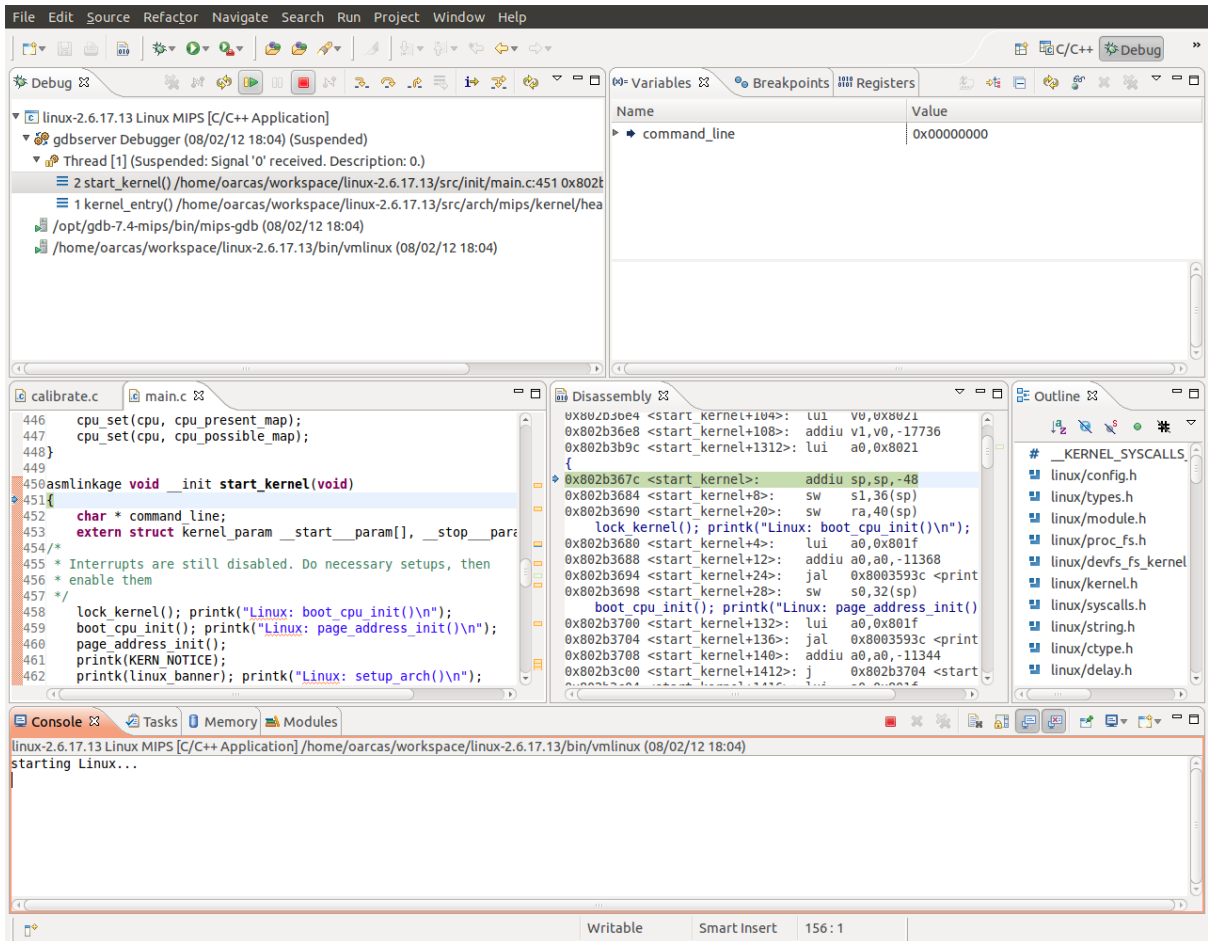 File Edit Source Refactor Navigate Search Run Project Window Help
C/C++ Debug »
Debug
linux-2.6.17.13 Linux MIPS [C/C++ Application]
gdbserver Debugger (08/02/12 18:04) (Suspended)
Thread [1] (Suspended: Signal '0' received. Description: 0.)
2 start_kernel() /home/oarcas/workspace/linux-2.6.17.13/src/init/main.c:451 0x802b
1 kernel_entry() /home/oarcas/workspace/linux-2.6.17.13/src/arch/mips/kernel/hea
/opt/gdb-7.4-mips/bin/mips-gdb (08/02/12 18:04)
/home/oarcas/workspace/linux-2.6.17.13/bin/vmlinux (08/02/12 18:04)
(x)= Variables Breakpoints Registers
Name Value
command_line 0x00000000
calibrate.c main.c
446 cpu_set(cpu, cpu_present_map);
447 cpu_set(cpu, cpu_possible_map);
448 }
449
450 asmlinkage void __init start_kernel(void)
451 {
452 char * command_line;
453 extern struct kernel_param __start___param[], __stop___para
454 /*
455 * Interrupts are still disabled. Do necessary setups, then
456 * enable them
457 */
458 lock_kernel(); printk("Linux: boot_cpu_init()\n");
459 boot_cpu_init(); printk("Linux: page_address_init()\n");
460 page_address_init();
461 printk(KERN_NOTICE);
462 printk(linux_banner); printk("Linux: setup_arch()\n");
Disassembly
0x802b36e4 <start_kernel+104>: lui v0,0x8021
0x802b36e8 <start_kernel+108>: addiu v1,v0,-17736
0x802b3b9c <start_kernel+1312>: lui a0,0x8021
{
0x802b367c <start_kernel>: addiu sp,sp,-48
0x802b3684 <start_kernel+8>: sw s1,36(sp)
0x802b3690 <start_kernel+20>: sw ra,40(sp)
lock_kernel(); printk("Linux: boot_cpu_init()\n");
0x802b3680 <start_kernel+4>: lui a0,0x801f
0x802b3688 <start_kernel+12>: addiu a0,a0,-11368
0x802b3694 <start_kernel+24>: jal 0x8003593c <print
0x802b3698 <start_kernel+28>: sw s0,32(sp)
boot_cpu_init(); printk("Linux: page_address_init()
0x802b3700 <start_kernel+132>: lui a0,0x801f
0x802b3704 <start_kernel+136>: jal 0x8003593c <print
0x802b3708 <start_kernel+140>: addiu a0,a0,-11344
0x802b3c00 <start_kernel+1412>: j 0x802b3704 <start
Outline
# __KERNEL_SYSCALLS_
linux/config.h
linux/types.h
linux/module.h
linux/proc_fs.h
linux/devfs_fs_kernel
linux/kernel.h
linux/syscalls.h
linux/string.h
linux/ctype.h
linux/delay.h
Console Tasks Memory Modules
linux-2.6.17.13 Linux MIPS [C/C++ Application] /home/oarcas/workspace/linux-2.6.17.13/bin/vmlinux (08/02/12 18:04)
starting Linux...
Writable Smart Insert 156 : 1